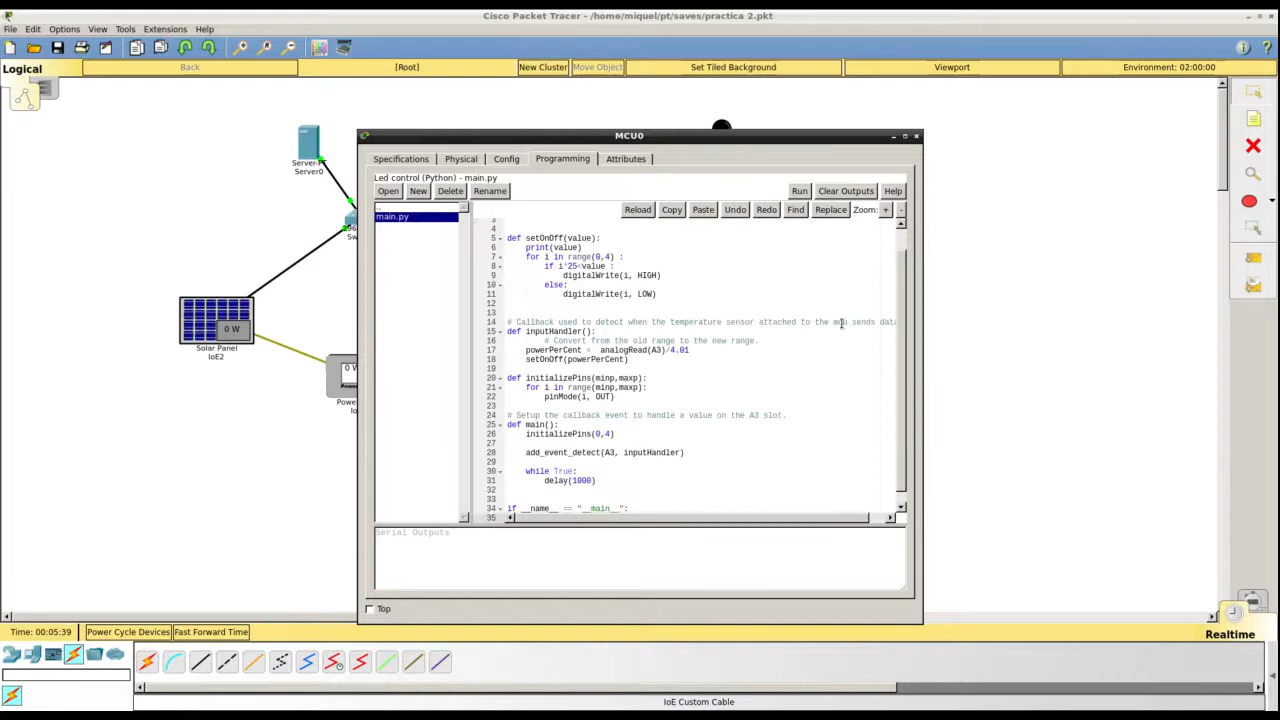 Cisco Packet Tracer - /home/miquel/pt/saves/practica 2.pkt
File Edit Options View Tools Extensions Help
Logical Back [Root] New Cluster Move Object Set Tiled Background Viewport Environment: 02:00:00
Server-PT
Server0
0 W
Solar Panel
IoE2
0 W
MCU0
Specifications Physical Config Programming Attributes
Led control (Python) - main.py
Open New Delete Rename Run Clear Outputs Help
Reload Copy Paste Undo Redo Find Replace Zoom: + -
..
main.py
3
4
5 def setOnOff(value):
6 print(value)
7 for i in range(0,4) :
8 if i*25<value :
9 digitalWrite(i, HIGH)
10 else:
11 digitalWrite(i, LOW)
12
13
14 # Callback used to detect when the temperature sensor attached to the mcu sends data
15 def inputHandler():
16 # Convert from the old range to the new range.
17 powerPerCent = analogRead(A3)/4.01
18 setOnOff(powerPerCent)
19
20 def initializePins(minp,maxp):
21 for i in range(minp,maxp):
22 pinMode(i, OUT)
23
24 # Setup the callback event to handle a value on the A3 slot.
25 def main():
26 initializePins(0,4)
27
28 add_event_detect(A3, inputHandler)
29
30 while True:
31 delay(1000)
32
33
34 if __name__ == "__main__":
35
Serial Outputs
Top
Time: 00:05:39 Power Cycle Devices Fast Forward Time Realtime
IoE Custom Cable